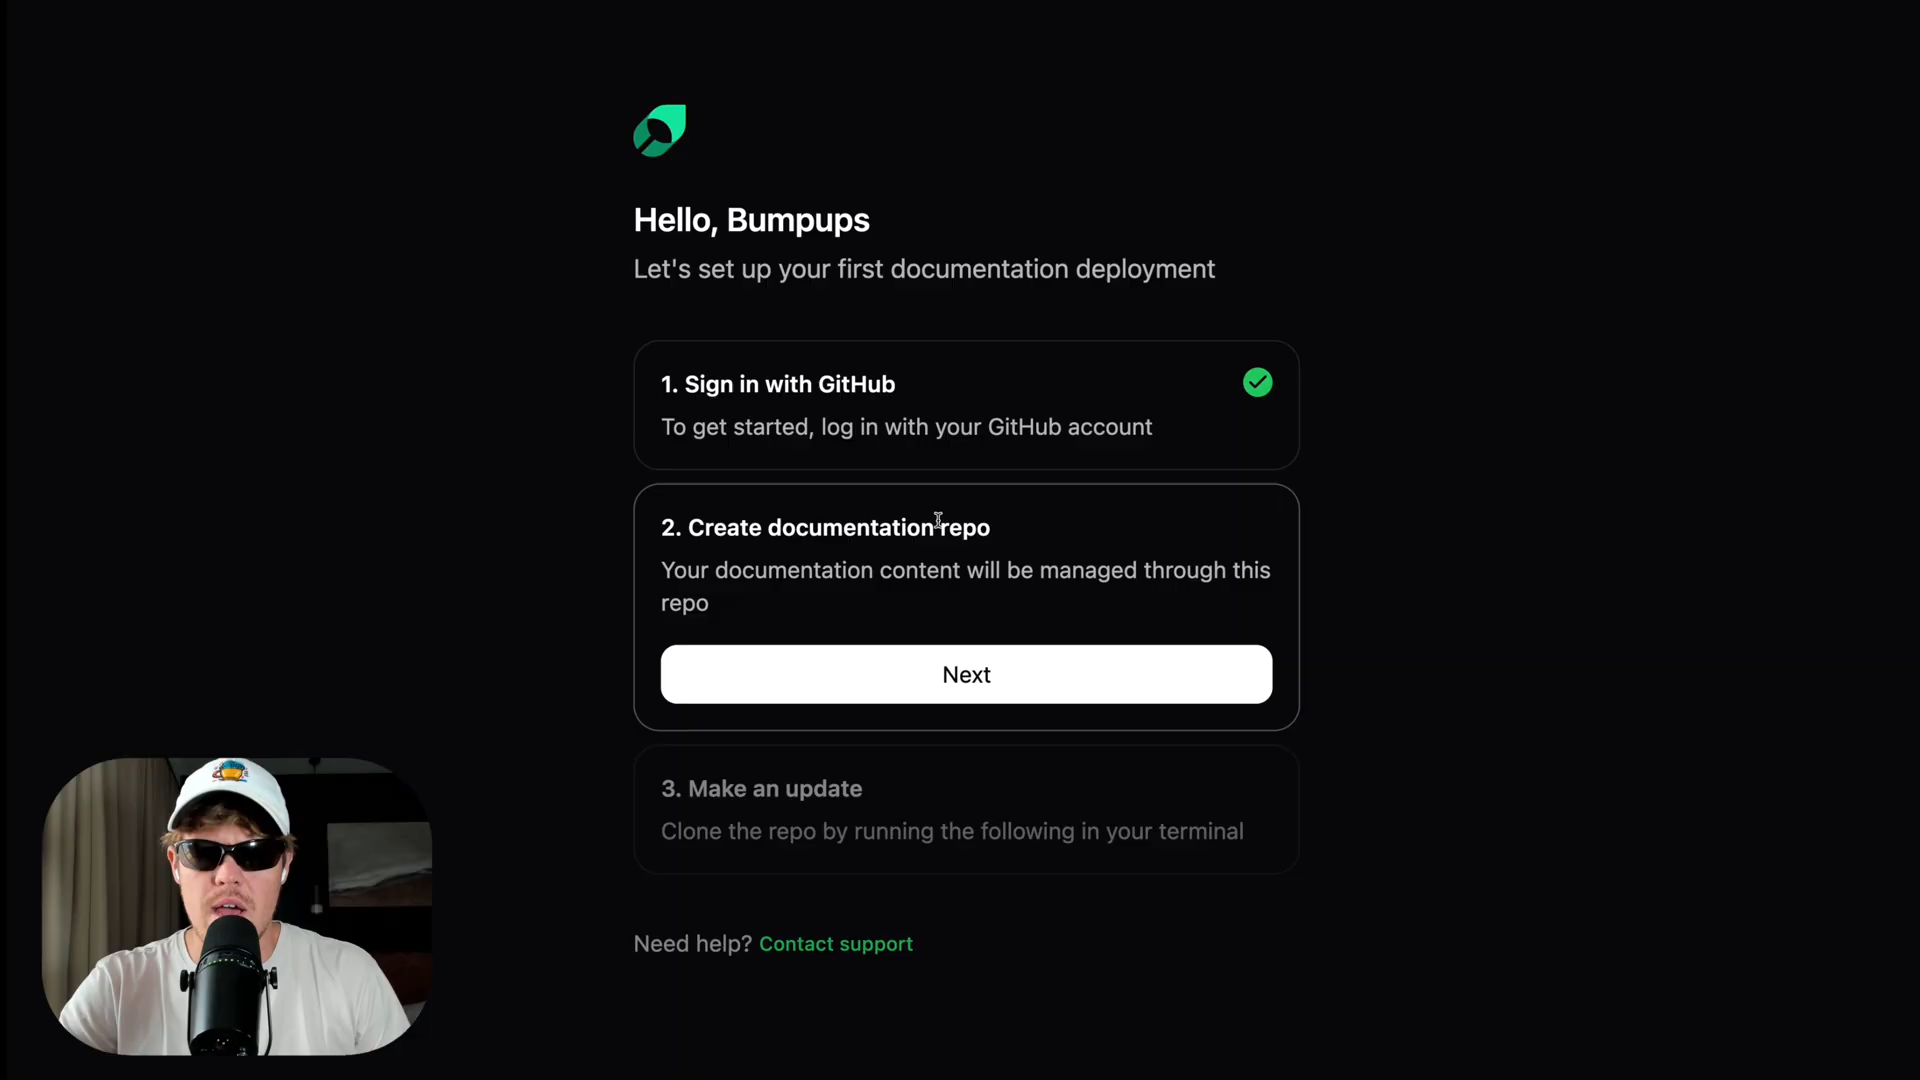 Hello, Bumpups
Let's set up your first documentation deployment
1. Sign in with GitHub
To get started, log in with your GitHub account
2. Create documentation repo
Your documentation content will be managed through this
repo
Next
3. Make an update
Clone the repo by running the following in your terminal
Need help? Contact support